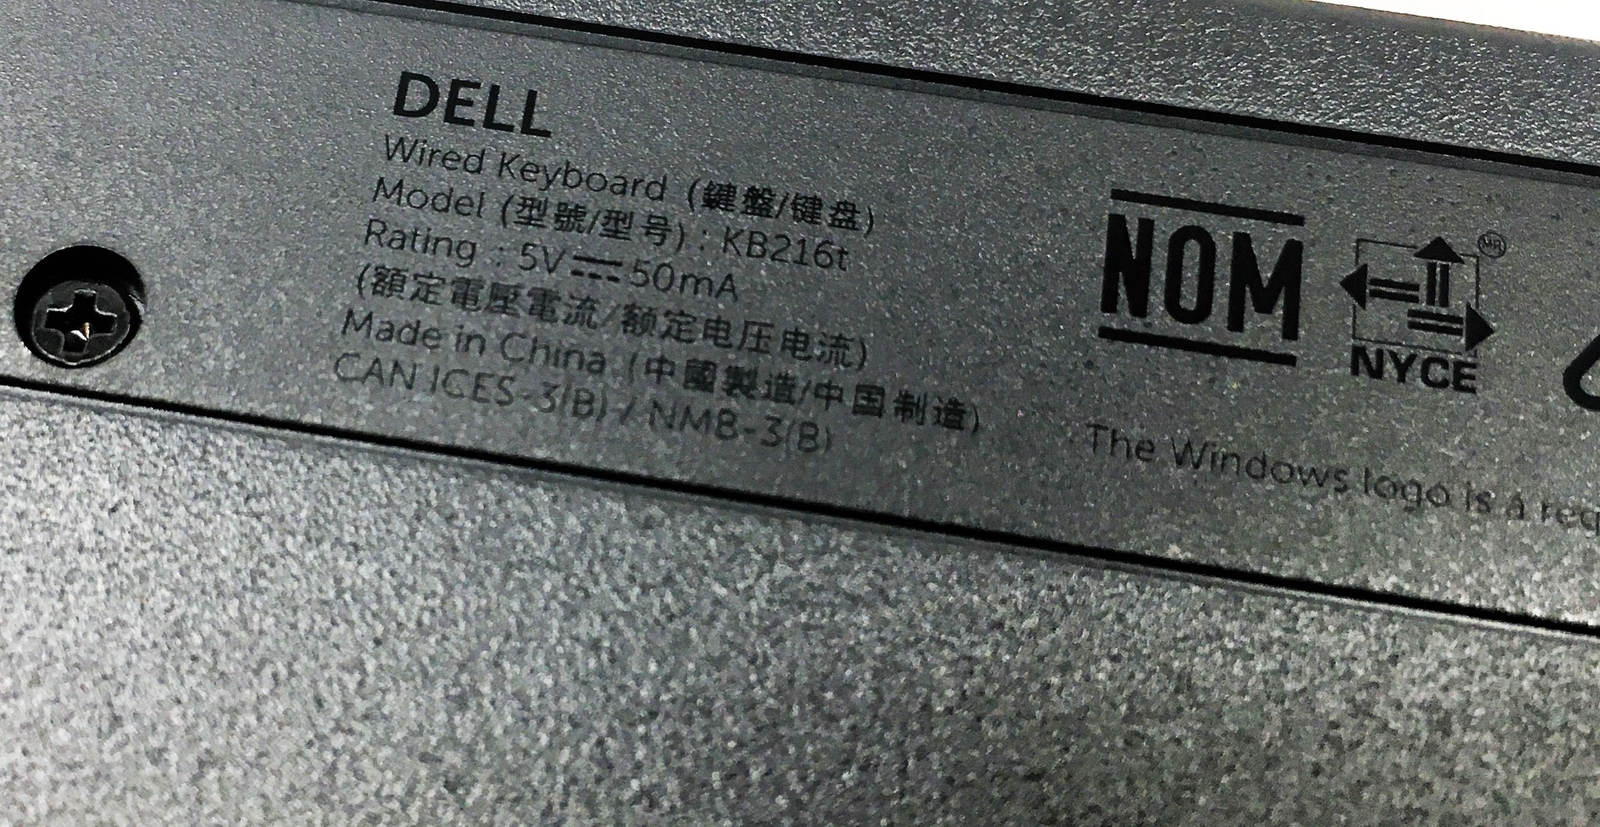 DELL
Wired Keyboard (鍵盤/键盘)
Model (型號/型号) : KB216t
Rating : 5V⎓50mA
(額定電壓電流/额定电压电流)
Made in China (中國製造/中国制造)
CAN ICES-3(B) / NMB-3(B)
NOM
MR
NYCE
The Windows logo is a req